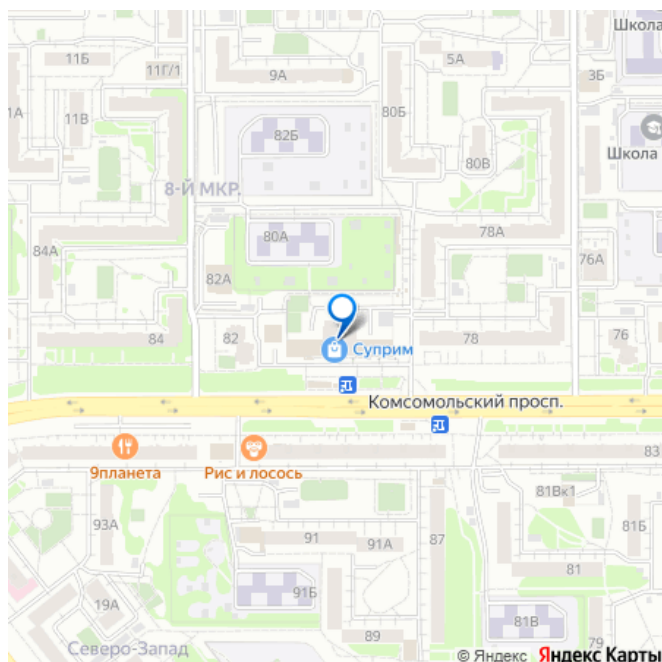 Школа
11Б
5А
11Г/1
9А
3Б
1А
11В
80Б
82Б
Школа
80В
8-Й МКР.
80А
78А
84А
76А
82А
84
82
Суприм
78
76
Комсомольский просп.
9планета
Рис и лосось
83
81Вк1
93А
91
91А
87
81Б
81
91Б
19А
81В
89
79
Северо-Запад
© Яндекс Яндекс Карты